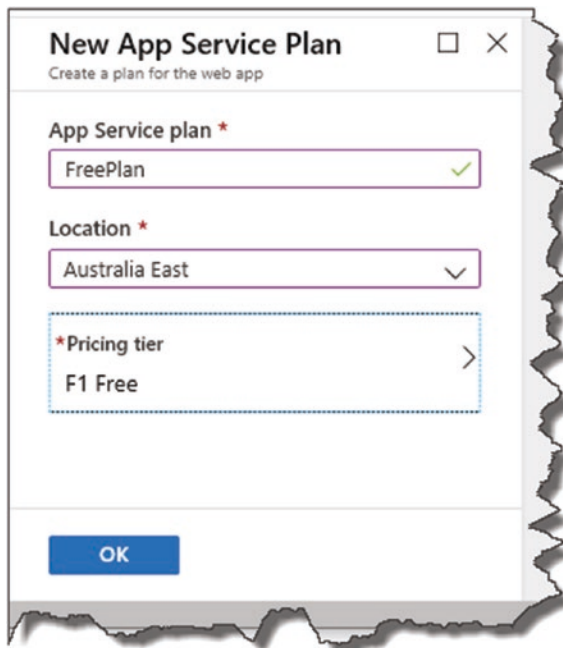 New App Service Plan
Create a plan for the web app
App Service plan *
FreePlan
Location *
Australia East
*Pricing tier
F1 Free
OK